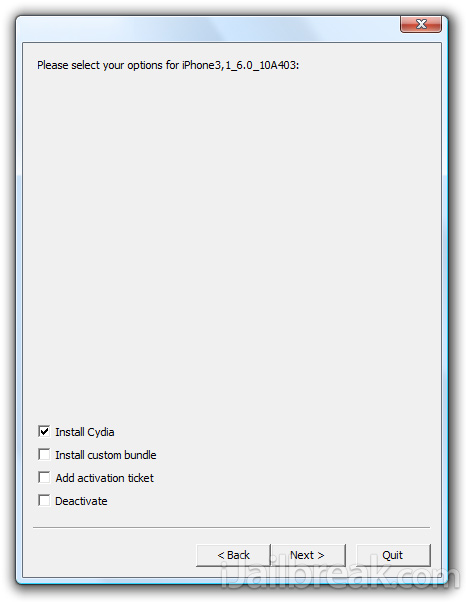 Please select your options for iPhone3,1_6.0_10A403:
Install Cydia
Install custom bundle
Add activation ticket
Deactivate
< Back Next > Quit
iJailbreak.com